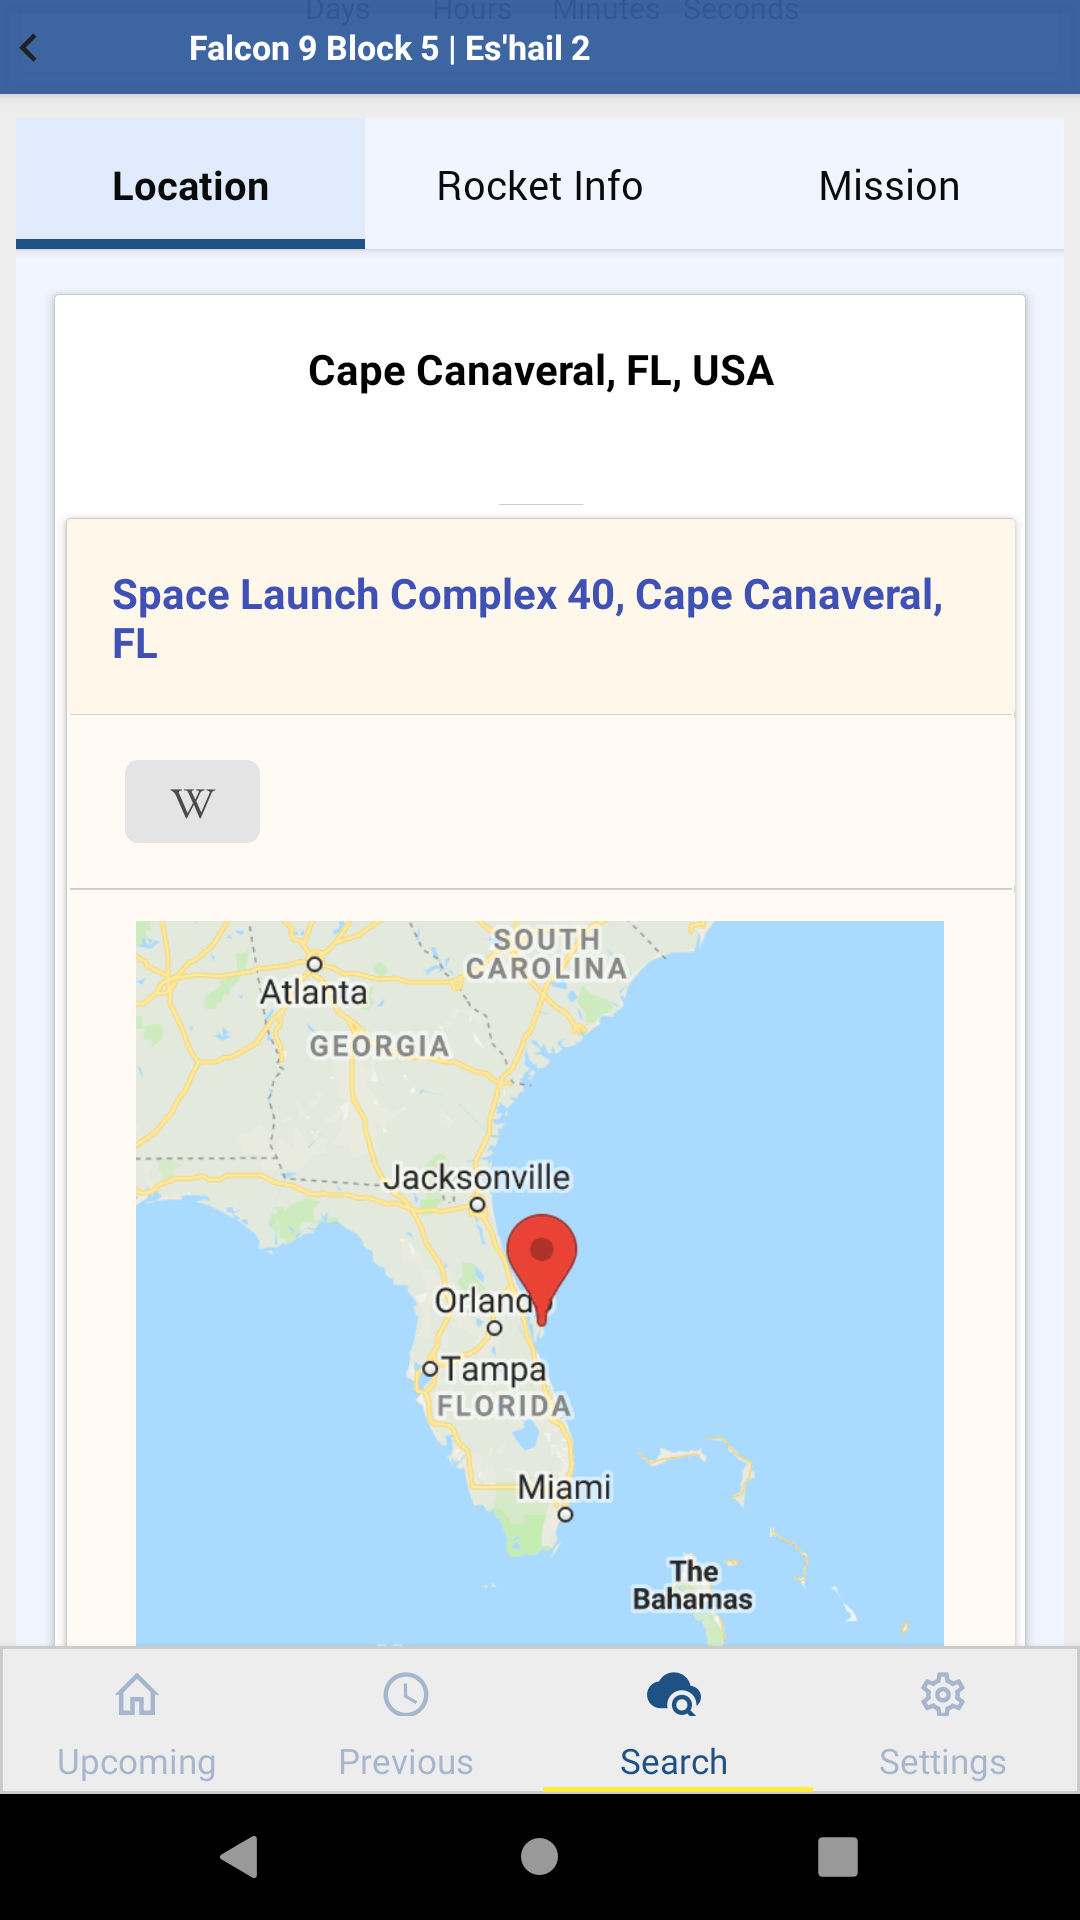 Days Hours Minutes Seconds
Falcon 9 Block 5 | Es'hail 2
Location Rocket Info Mission
Cape Canaveral, FL, USA
Space Launch Complex 40, Cape Canaveral,
FL
W
SOUTH
CAROLINA
Atlanta
GEORGIA
Jacksonville
Orlando
Tampa
FLORIDA
Miami
The
Bahamas
Upcoming Previous Search Settings